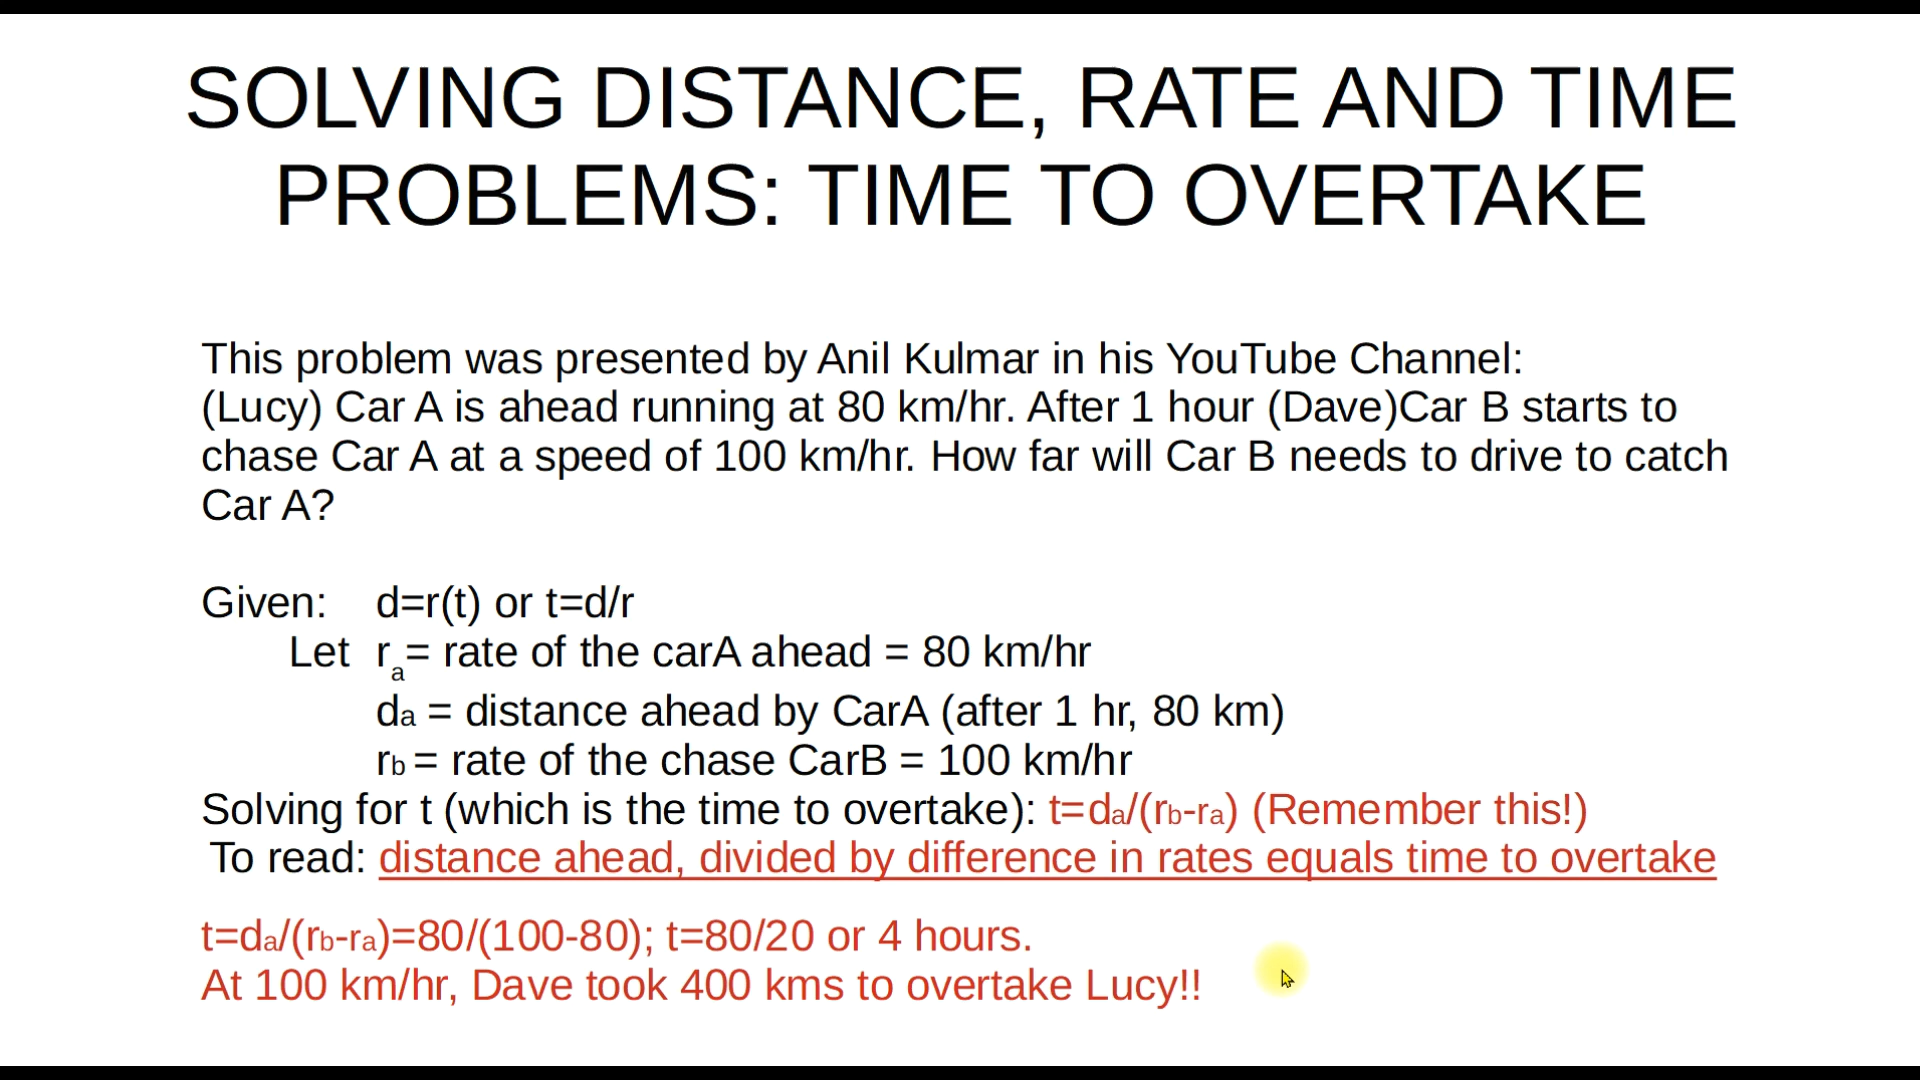 SOLVING DISTANCE, RATE AND TIME
PROBLEMS: TIME TO OVERTAKE
This problem was presented by Anil Kulmar in his YouTube Channel:
(Lucy) Car A is ahead running at 80 km/hr. After 1 hour (Dave)Car B starts to
chase Car A at a speed of 100 km/hr. How far will Car B needs to drive to catch
Car A?
Given: d=r(t) or t=d/r
Let ra= rate of the carA ahead = 80 km/hr
da = distance ahead by CarA (after 1 hr, 80 km)
rb = rate of the chase CarB = 100 km/hr
Solving for t (which is the time to overtake): t=da/(rb-ra) (Remember this!)
To read: distance ahead, divided by difference in rates equals time to overtake
t=da/(rb-ra)=80/(100-80); t=80/20 or 4 hours.
At 100 km/hr, Dave took 400 kms to overtake Lucy!!